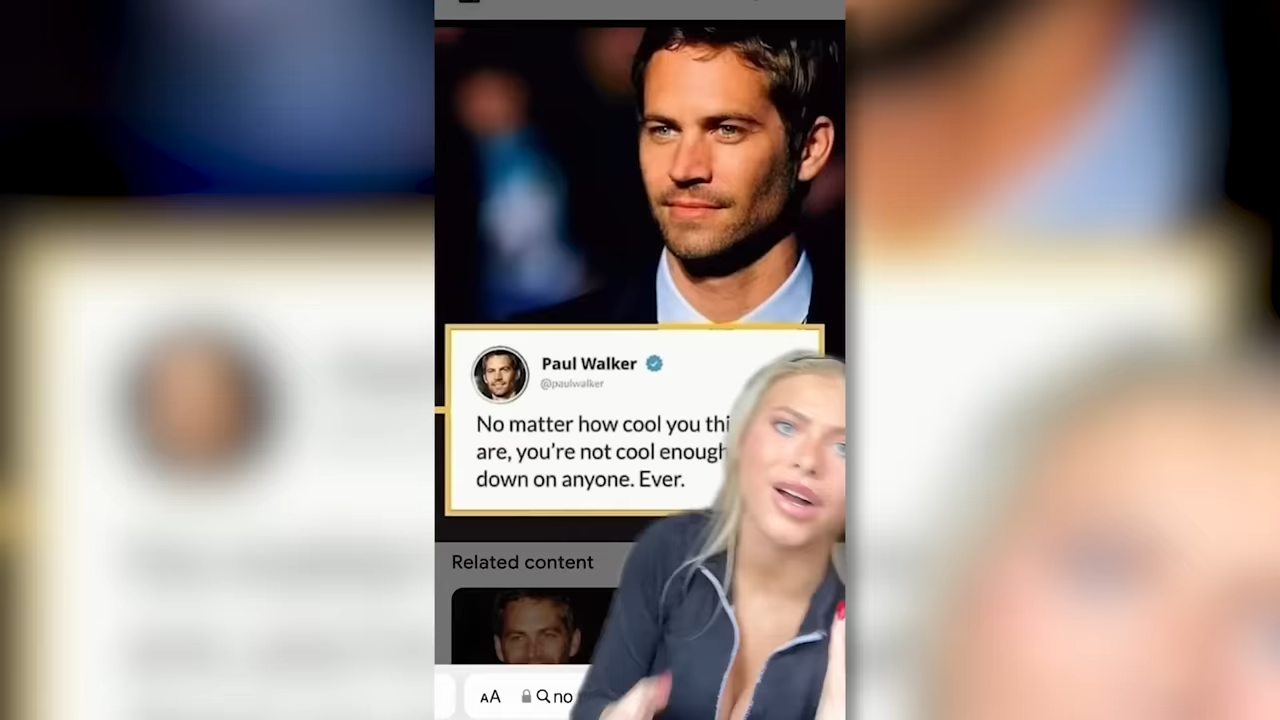 Paul Walker
@paulwalker
No matter how cool you thi
are, you're not cool enough
down on anyone. Ever.
Related content
AA no